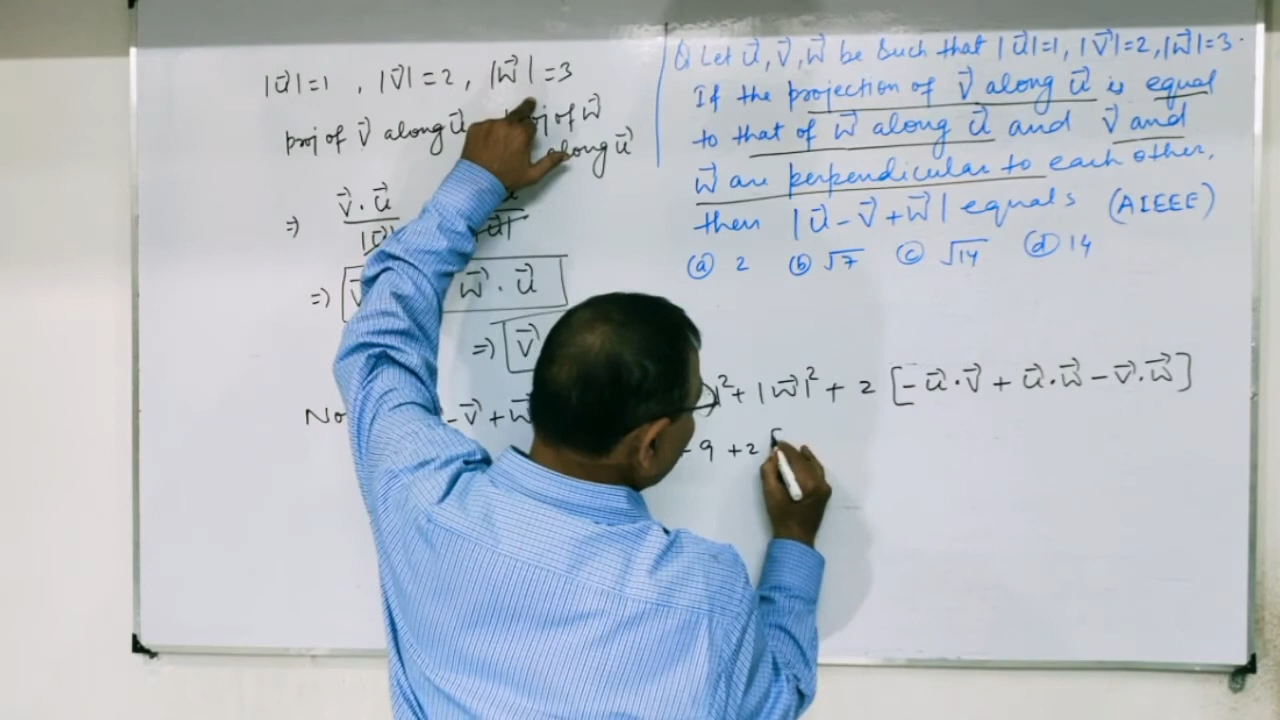 |u⃗|=1 , |v⃗|=2 , |w⃗|=3
proj of v⃗ along u⃗ of w⃗
along u⃗
⇒ v⃗·u⃗
⇒ w⃗ · u⃗
⇒ v⃗
- v⃗ + w⃗ |² + |w⃗|² + 2 [- u⃗·v⃗ + u⃗·w⃗ - v⃗·w⃗]
9 + 2
Q Let u⃗, v⃗, w⃗ be such that |u⃗|=1, |v⃗|=2, |w⃗|=3.
If the projection of v⃗ along u⃗ is equal
to that of w⃗ along u⃗ and v⃗ and
w⃗ are perpendicular to each other,
then |u⃗ - v⃗ + w⃗| equals (AIEEE)
(a) 2 (b) √7 (c) √14 (d) 14